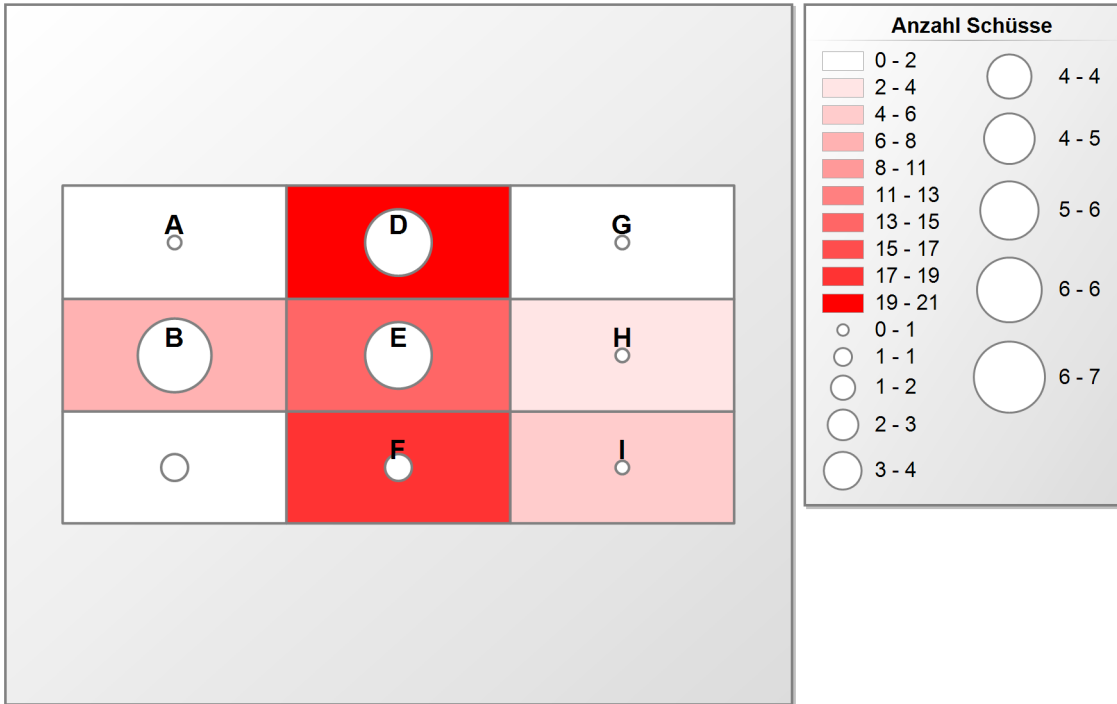 A
D
G
B
E
H
F
I
Anzahl Schüsse
0 - 2
2 - 4
4 - 6
6 - 8
8 - 11
11 - 13
13 - 15
15 - 17
17 - 19
19 - 21
0 - 1
1 - 1
1 - 2
2 - 3
3 - 4
4 - 4
4 - 5
5 - 6
6 - 6
6 - 7